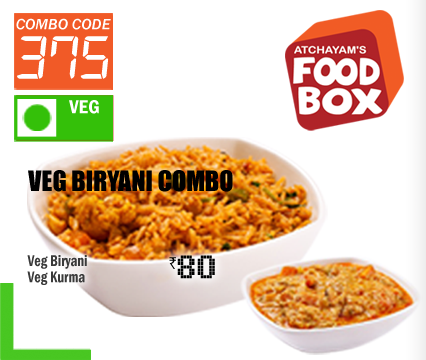 COMBO CODE
375
VEG
ATCHAYAM'S
FOOD
BOX
VEG BIRYANI COMBO
Veg Biryani
Veg Kurma
₹80